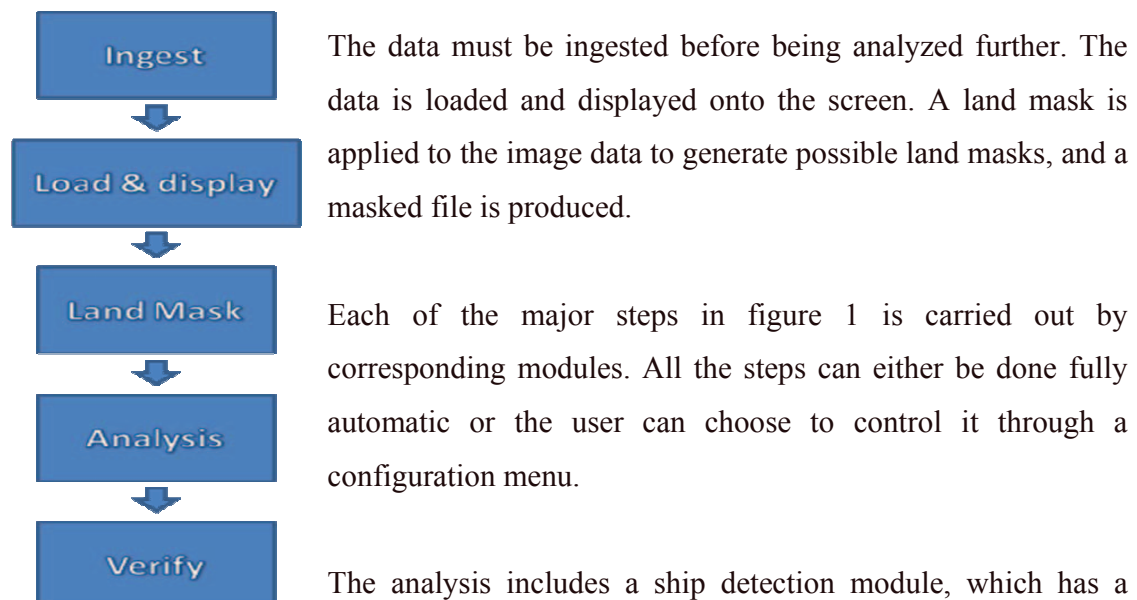 Ingest
Load & display
Land Mask
Analysis
Verify
The data must be ingested before being analyzed further. The
data is loaded and displayed onto the screen. A land mask is
applied to the image data to generate possible land masks, and a
masked file is produced.
Each of the major steps in figure 1 is carried out by
corresponding modules. All the steps can either be done fully
automatic or the user can choose to control it through a
configuration menu.
The analysis includes a ship detection module, which has a